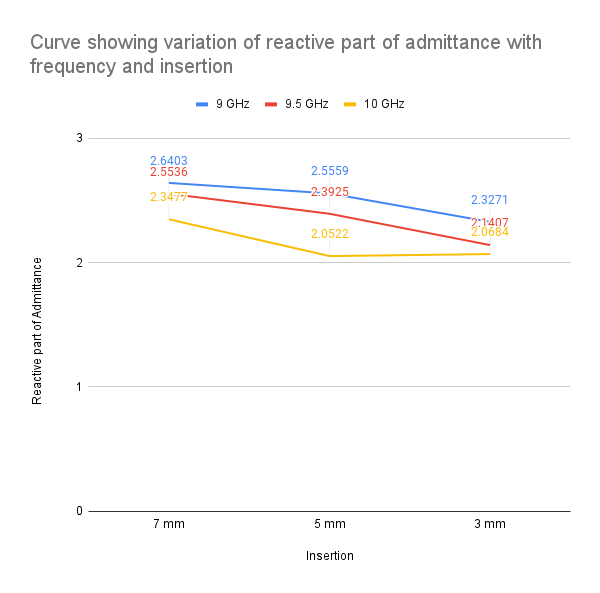 Curve showing variation of reactive part of admittance with
frequency and insertion
9 GHz 9.5 GHz 10 GHz
3
2.6403
2.5536
2.3477
2.5559
2.3925
2.0522
2.3271
2.1407
2.0684
2
1
0
Reactive part of Admittance
7 mm 5 mm 3 mm
Insertion